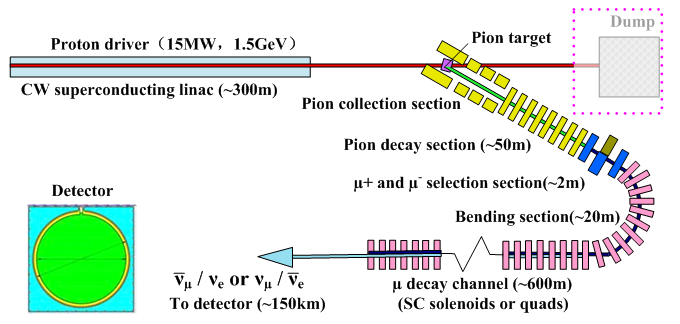 Dump
Proton driver（15MW，1.5GeV）
Pion target
CW superconducting linac (~300m)
Pion collection section
Pion decay section (~50m)
μ+ and μ⁻ selection section(~2m)
Detector
Bending section(~20m)
ν̅μ / νe or νμ / ν̅e
μ decay channel (~600m)
To detector (~150km)
(SC solenoids or quads)